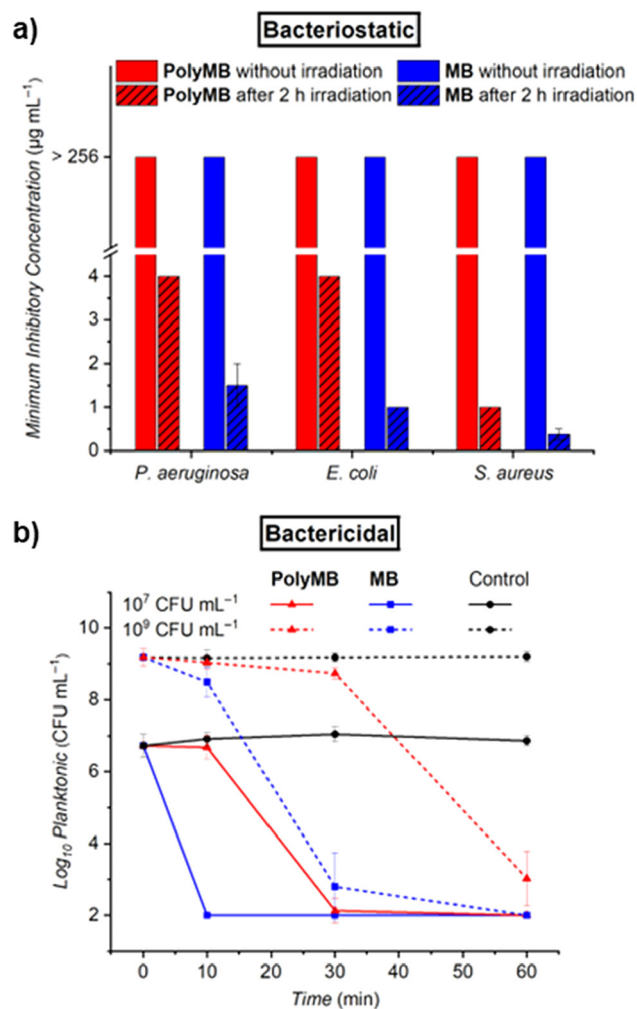 a)
Bacteriostatic
PolyMB without irradiation
MB without irradiation
PolyMB after 2 h irradiation
MB after 2 h irradiation
Minimum Inhibitory Concentration (µg mL⁻¹)
> 256
4
3
2
1
0
P. aeruginosa
E. coli
S. aureus
b)
Bactericidal
PolyMB
MB
Control
10⁷ CFU mL⁻¹
10⁹ CFU mL⁻¹
Log₁₀ Planktonic (CFU mL⁻¹)
10
8
6
4
2
0 10 20 30 40 50 60
Time (min)